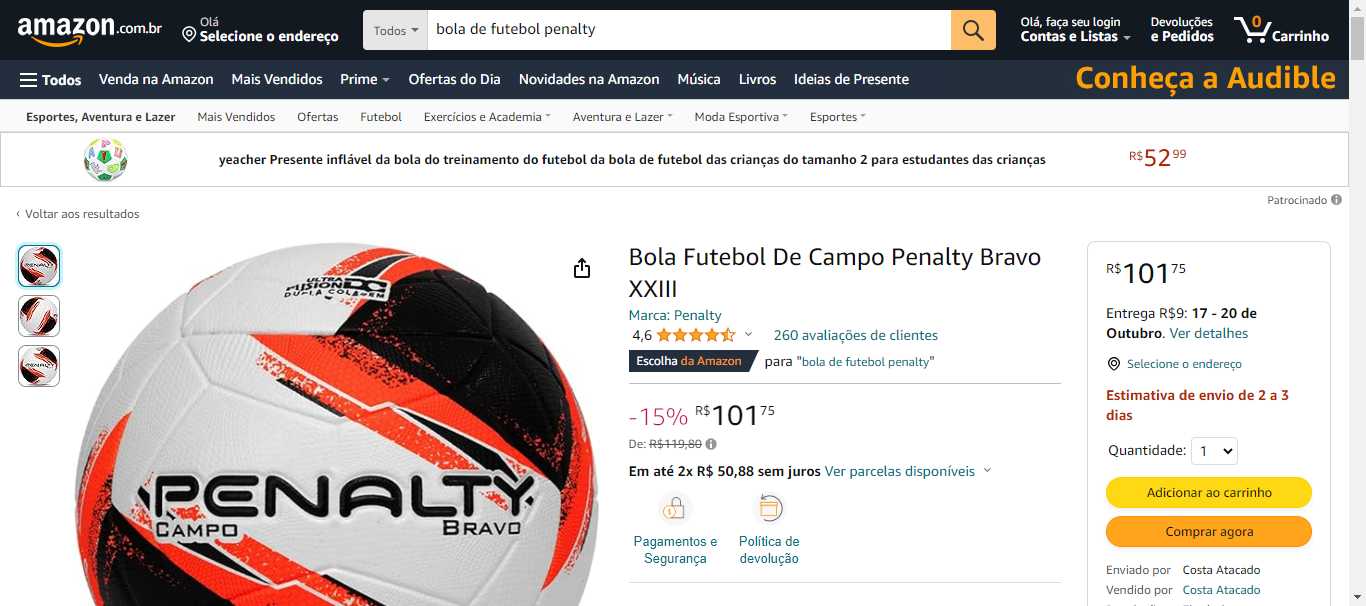 amazon.com.br
Olá
Selecione o endereço
Todos
bola de futebol penalty
Olá, faça seu login
Contas e Listas
Devoluções
e Pedidos
0
Carrinho
Todos
Venda na Amazon
Mais Vendidos
Prime
Ofertas do Dia
Novidades na Amazon
Música
Livros
Ideias de Presente
Conheça a Audible
Esportes, Aventura e Lazer
Mais Vendidos
Ofertas
Futebol
Exercícios e Academia
Aventura e Lazer
Moda Esportiva
Esportes
yeacher Presente inflável da bola do treinamento do futebol da bola de futebol das crianças do tamanho 2 para estudantes das crianças
R$52 99
Patrocinado
‹ Voltar aos resultados
ULTRA
FUSION DC
DUPLA COLAGEM
PENALTY
CAMPO
BRAVO
Bola Futebol De Campo Penalty Bravo
XXIII
Marca: Penalty
4,6
260 avaliações de clientes
Escolha da Amazon
para "bola de futebol penalty"
-15% R$101 75
De: R$119,80
Em até 2x R$ 50,88 sem juros Ver parcelas disponíveis
Pagamentos e
Segurança
Política de
devolução
R$101 75
Entrega R$9: 17 - 20 de
Outubro. Ver detalhes
Selecione o endereço
Estimativa de envio de 2 a 3
dias
Quantidade: 1
Adicionar ao carrinho
Comprar agora
Enviado por Costa Atacado
Vendido por Costa Atacado